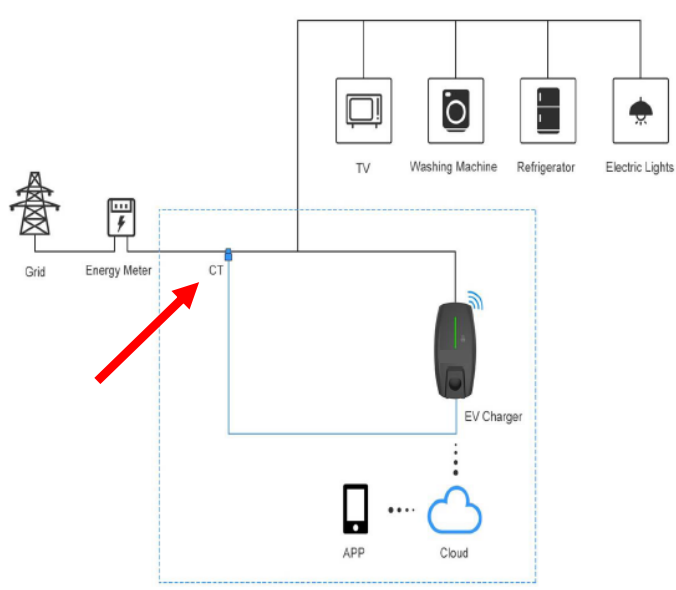 TV
Washing Machine
Refrigerator
Electric Lights
Grid
Energy Meter
CT
EV Charger
APP
Cloud